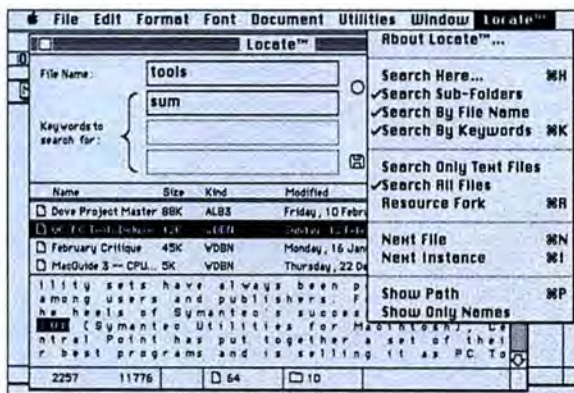 File Edit Format Font Document Utilities Window Locate™
Locate™
File Name:
tools
Keywords to
search for:
sum
Name Size Kind Modified
Dove Project Master 88K ALB3 Friday, 10 Febr
42K WDBN
February Critique 45K WDBN Monday, 16 Jan
MacGuide 3 -- CPU... 5K WDBN Thursday, 22 De
ility sets have always been p
among users and publishers. F
he heels of Symantec's succes
(Symantec Utilities for Macintosh), Ce
ntral Point has put together a set of thei
r best programs and is selling it as PC To
2257 11776 64 10
About Locate™...
Search Here... ⌘H
✓Search Sub-Folders
✓Search By File Name
✓Search By Keywords ⌘K
Search Only Text Files
✓Search All Files
Resource Fork ⌘R
Next File ⌘N
Next Instance ⌘I
Show Path ⌘P
Show Only Names